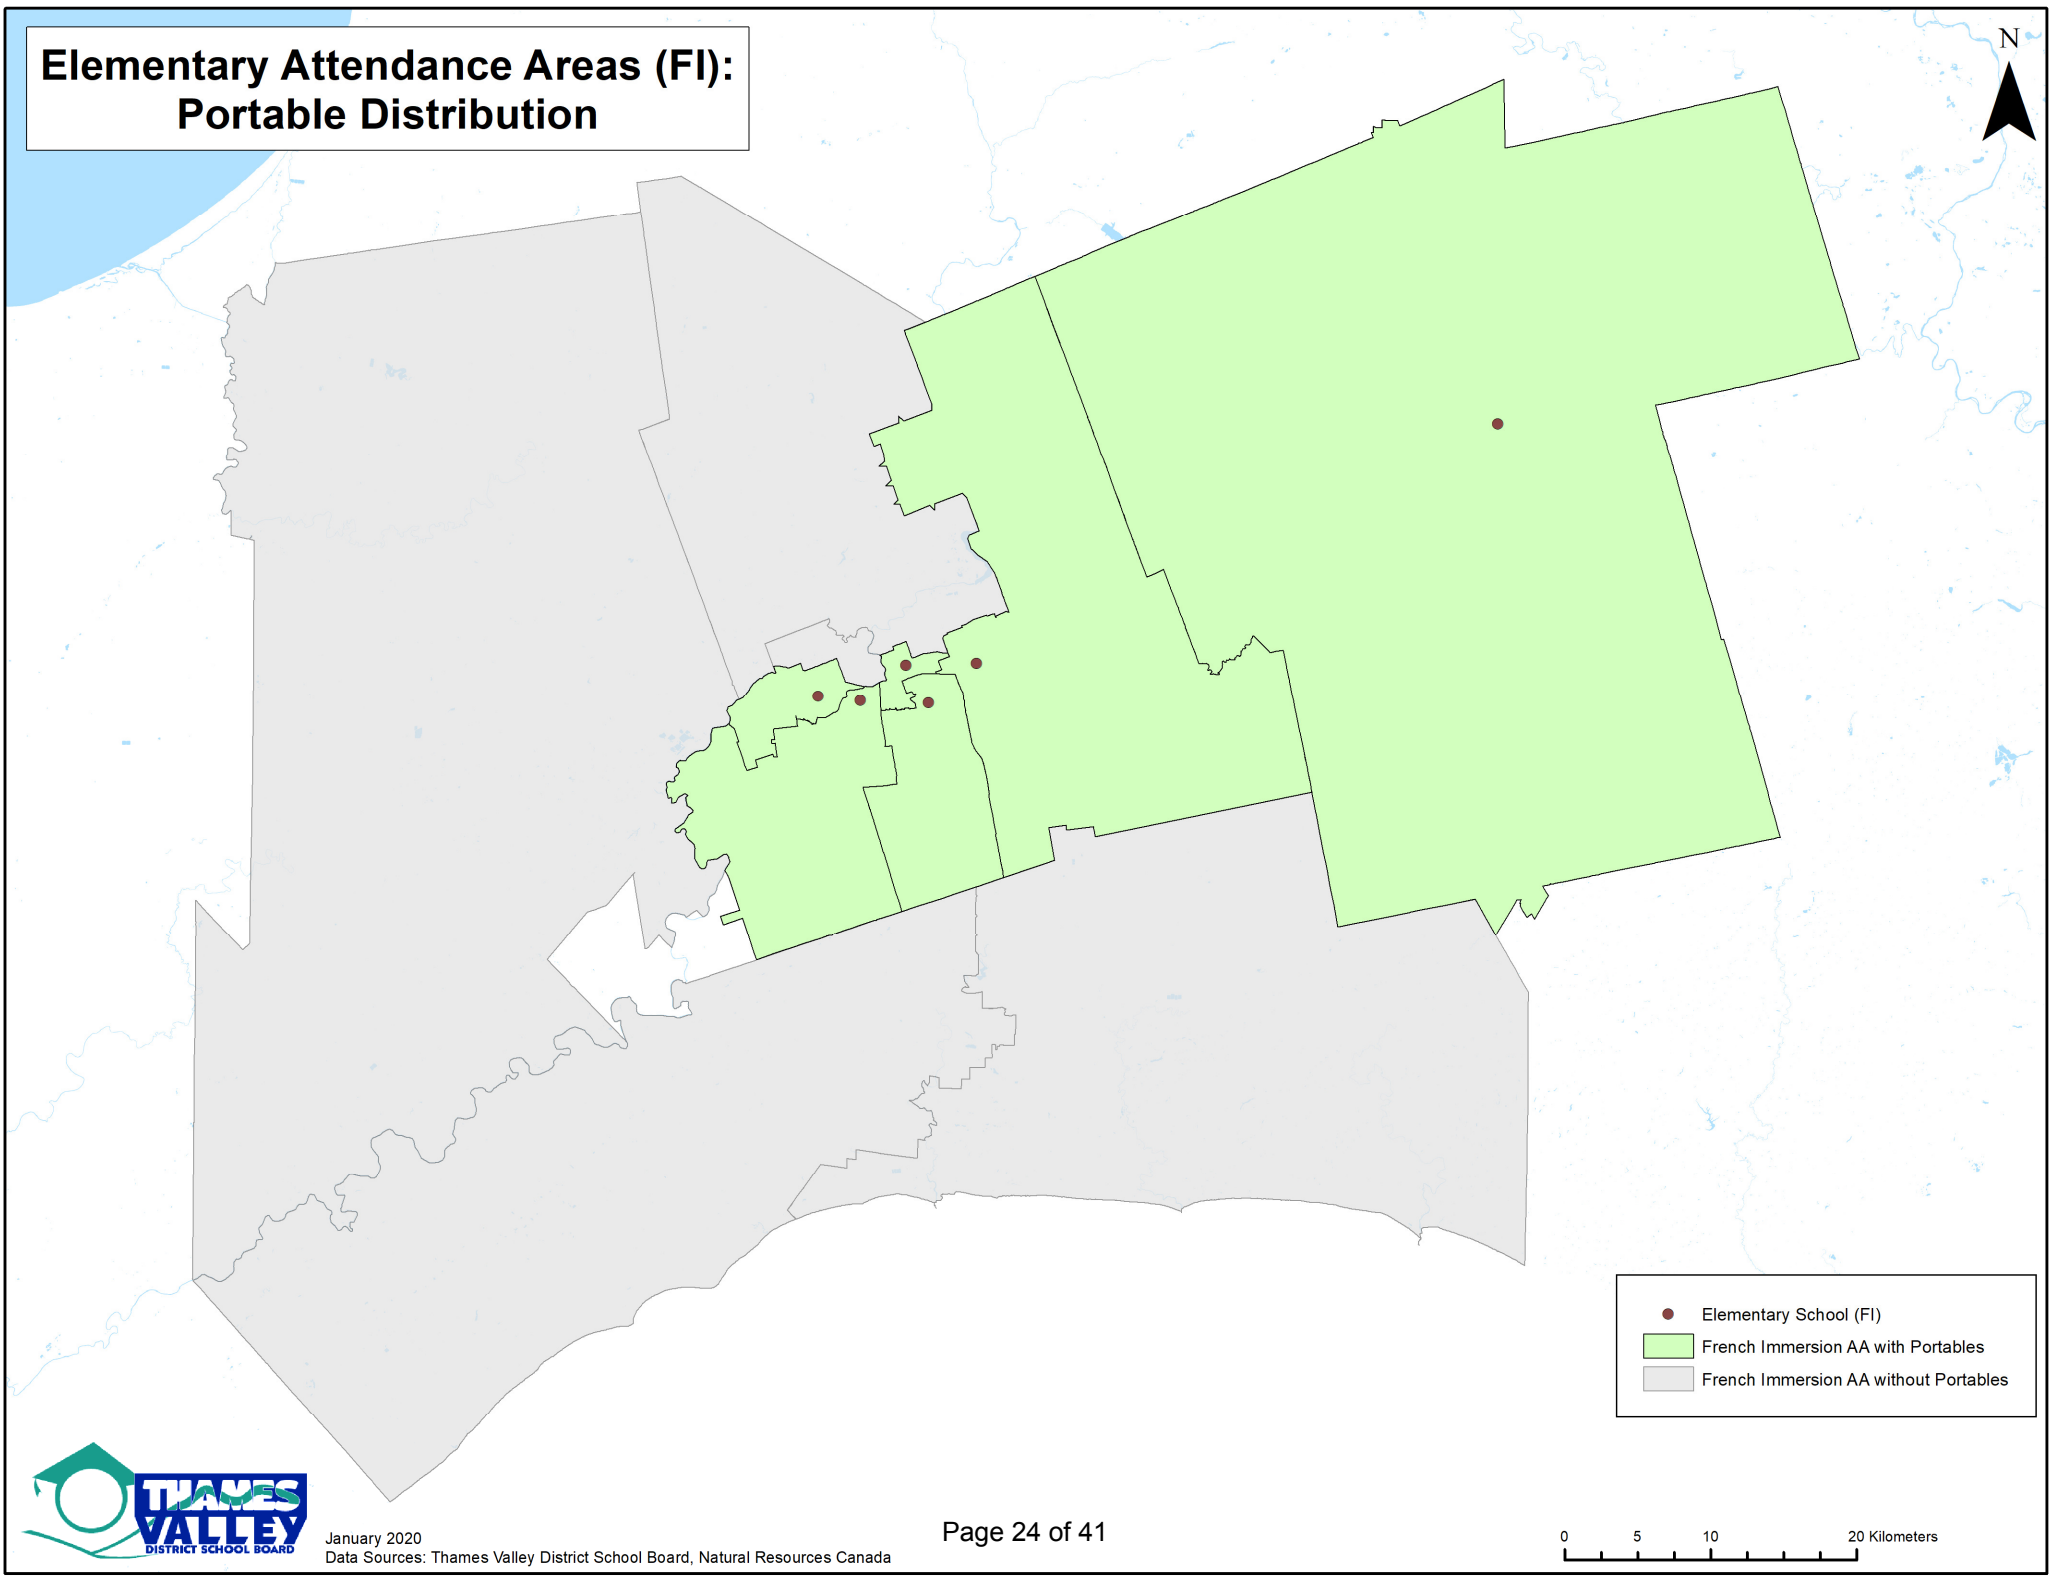 Elementary Attendance Areas (FI):
Portable Distribution
N
Elementary School (FI)
French Immersion AA with Portables
French Immersion AA without Portables
THAMES
VALLEY
DISTRICT SCHOOL BOARD
January 2020
Data Sources: Thames Valley District School Board, Natural Resources Canada
Page 24 of 41
0 5 10 20 Kilometers